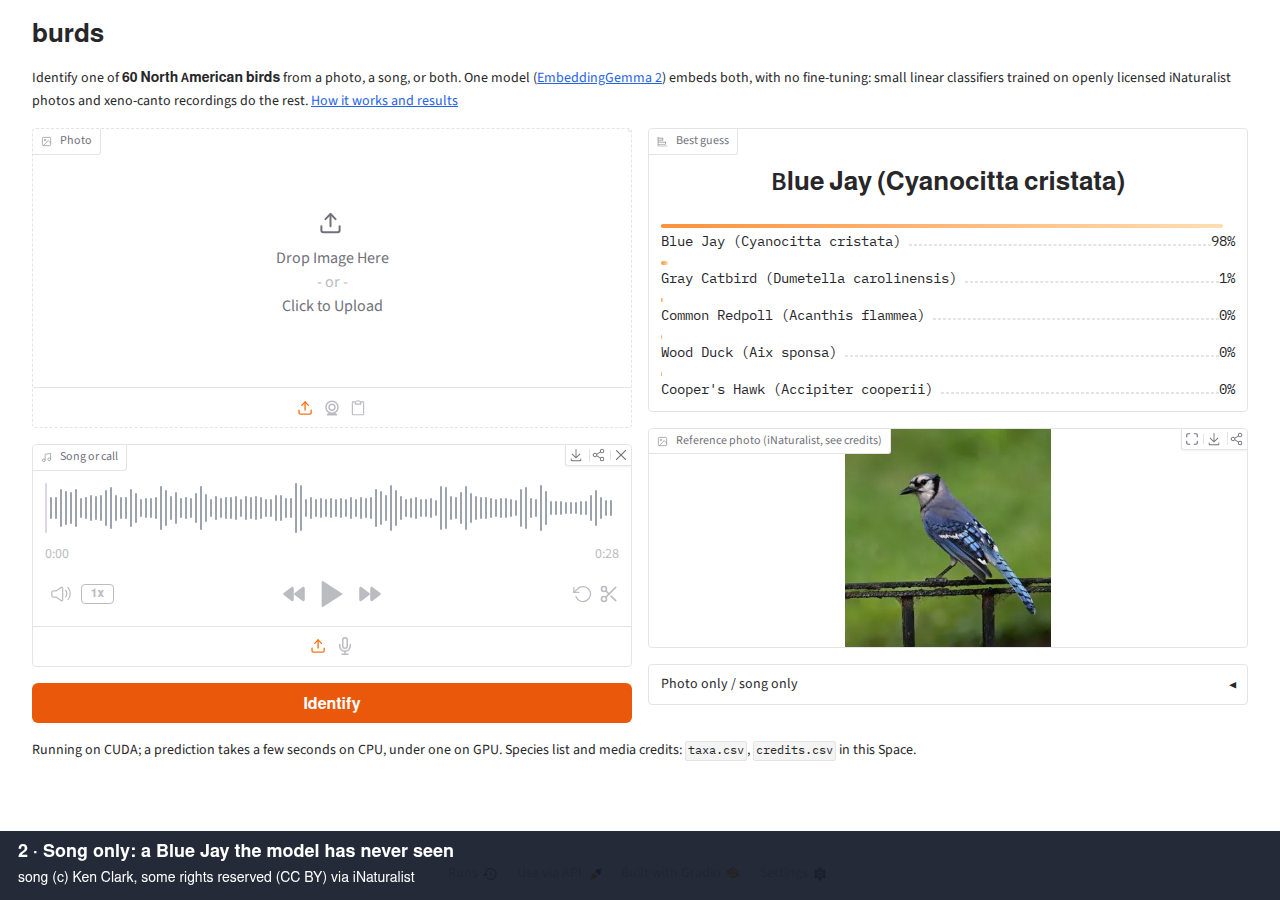 burds
Identify one of 60 North American birds from a photo, a song, or both. One model (EmbeddingGemma 2) embeds both, with no fine-tuning: small linear classifiers trained on openly licensed iNaturalist
photos and xeno-canto recordings do the rest. How it works and results
Photo
Drop Image Here
- or -
Click to Upload
Song or call
0:00
0:28
1x
Identify
Best guess
Blue Jay (Cyanocitta cristata)
Blue Jay (Cyanocitta cristata) 98%
Gray Catbird (Dumetella carolinensis) 1%
Common Redpoll (Acanthis flammea) 0%
Wood Duck (Aix sponsa) 0%
Cooper's Hawk (Accipiter cooperii) 0%
Reference photo (iNaturalist, see credits)
Photo only / song only
Running on CUDA; a prediction takes a few seconds on CPU, under one on GPU. Species list and media credits: taxa.csv, credits.csv in this Space.
2 · Song only: a Blue Jay the model has never seen
song (c) Ken Clark, some rights reserved (CC BY) via iNaturalist